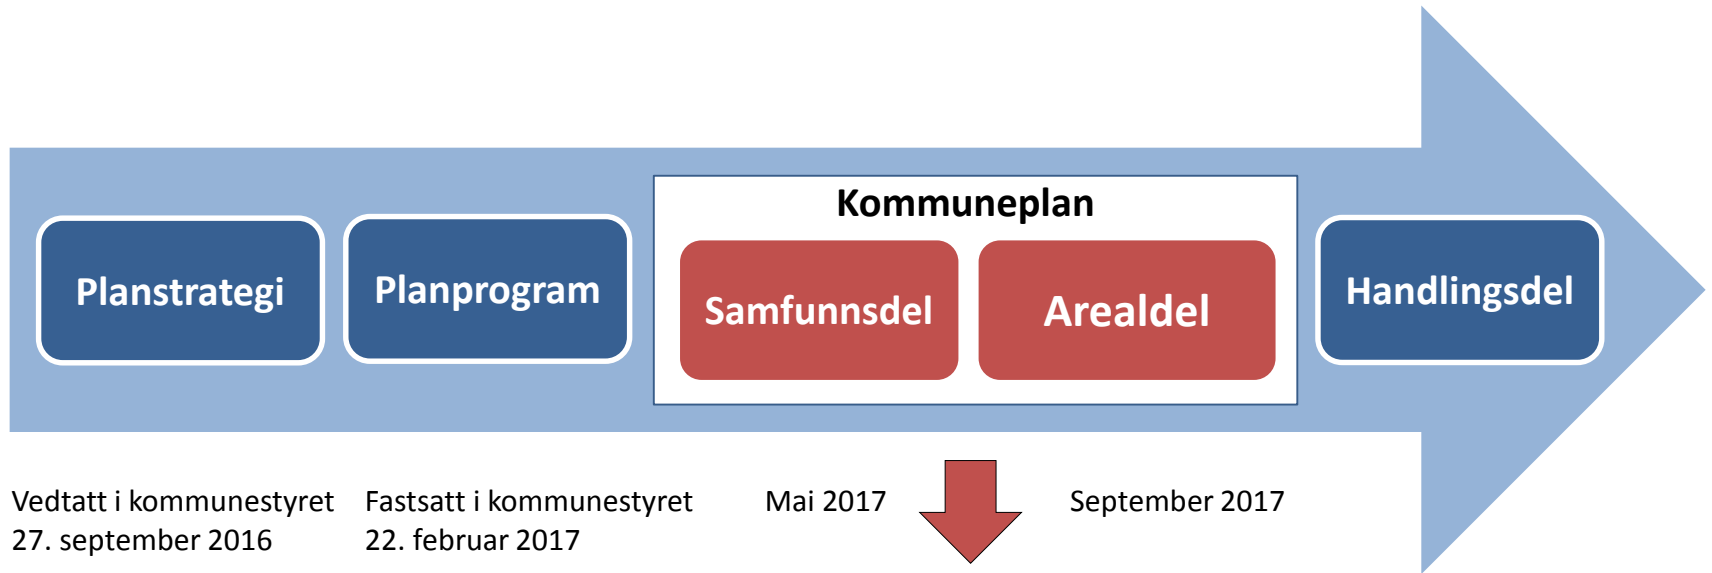 Kommuneplan
Planstrategi
Planprogram
Samfunnsdel
Arealdel
Handlingsdel
Vedtatt i kommunestyret
27. september 2016
Fastsatt i kommunestyret
22. februar 2017
Mai 2017
September 2017